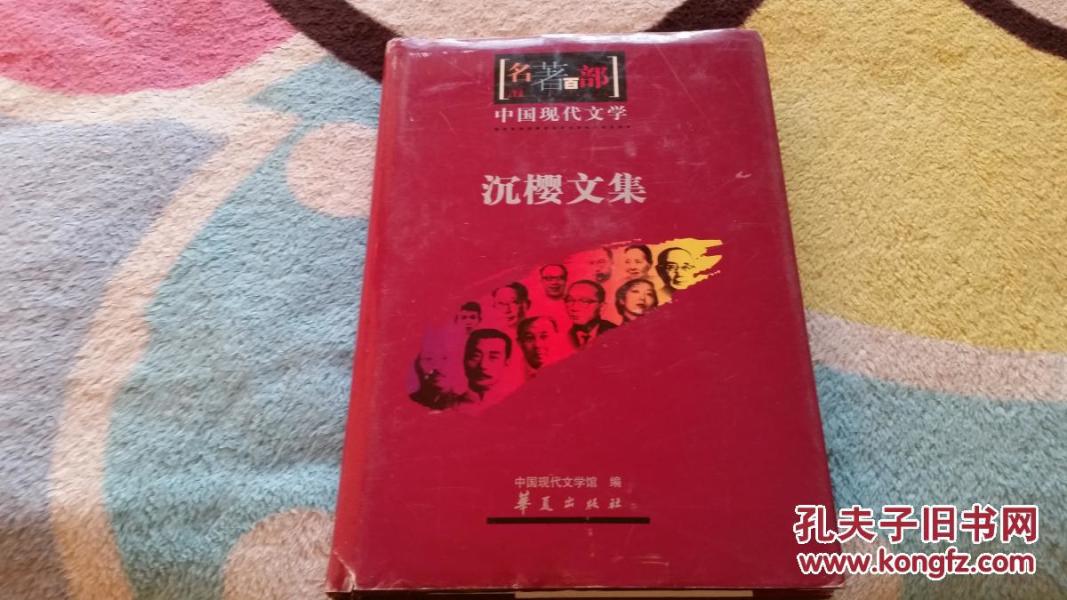 名著百部
中国现代文学
沉樱文集
中国现代文学馆 编
华夏出版社
孔夫子旧书网
www.kongfz.com